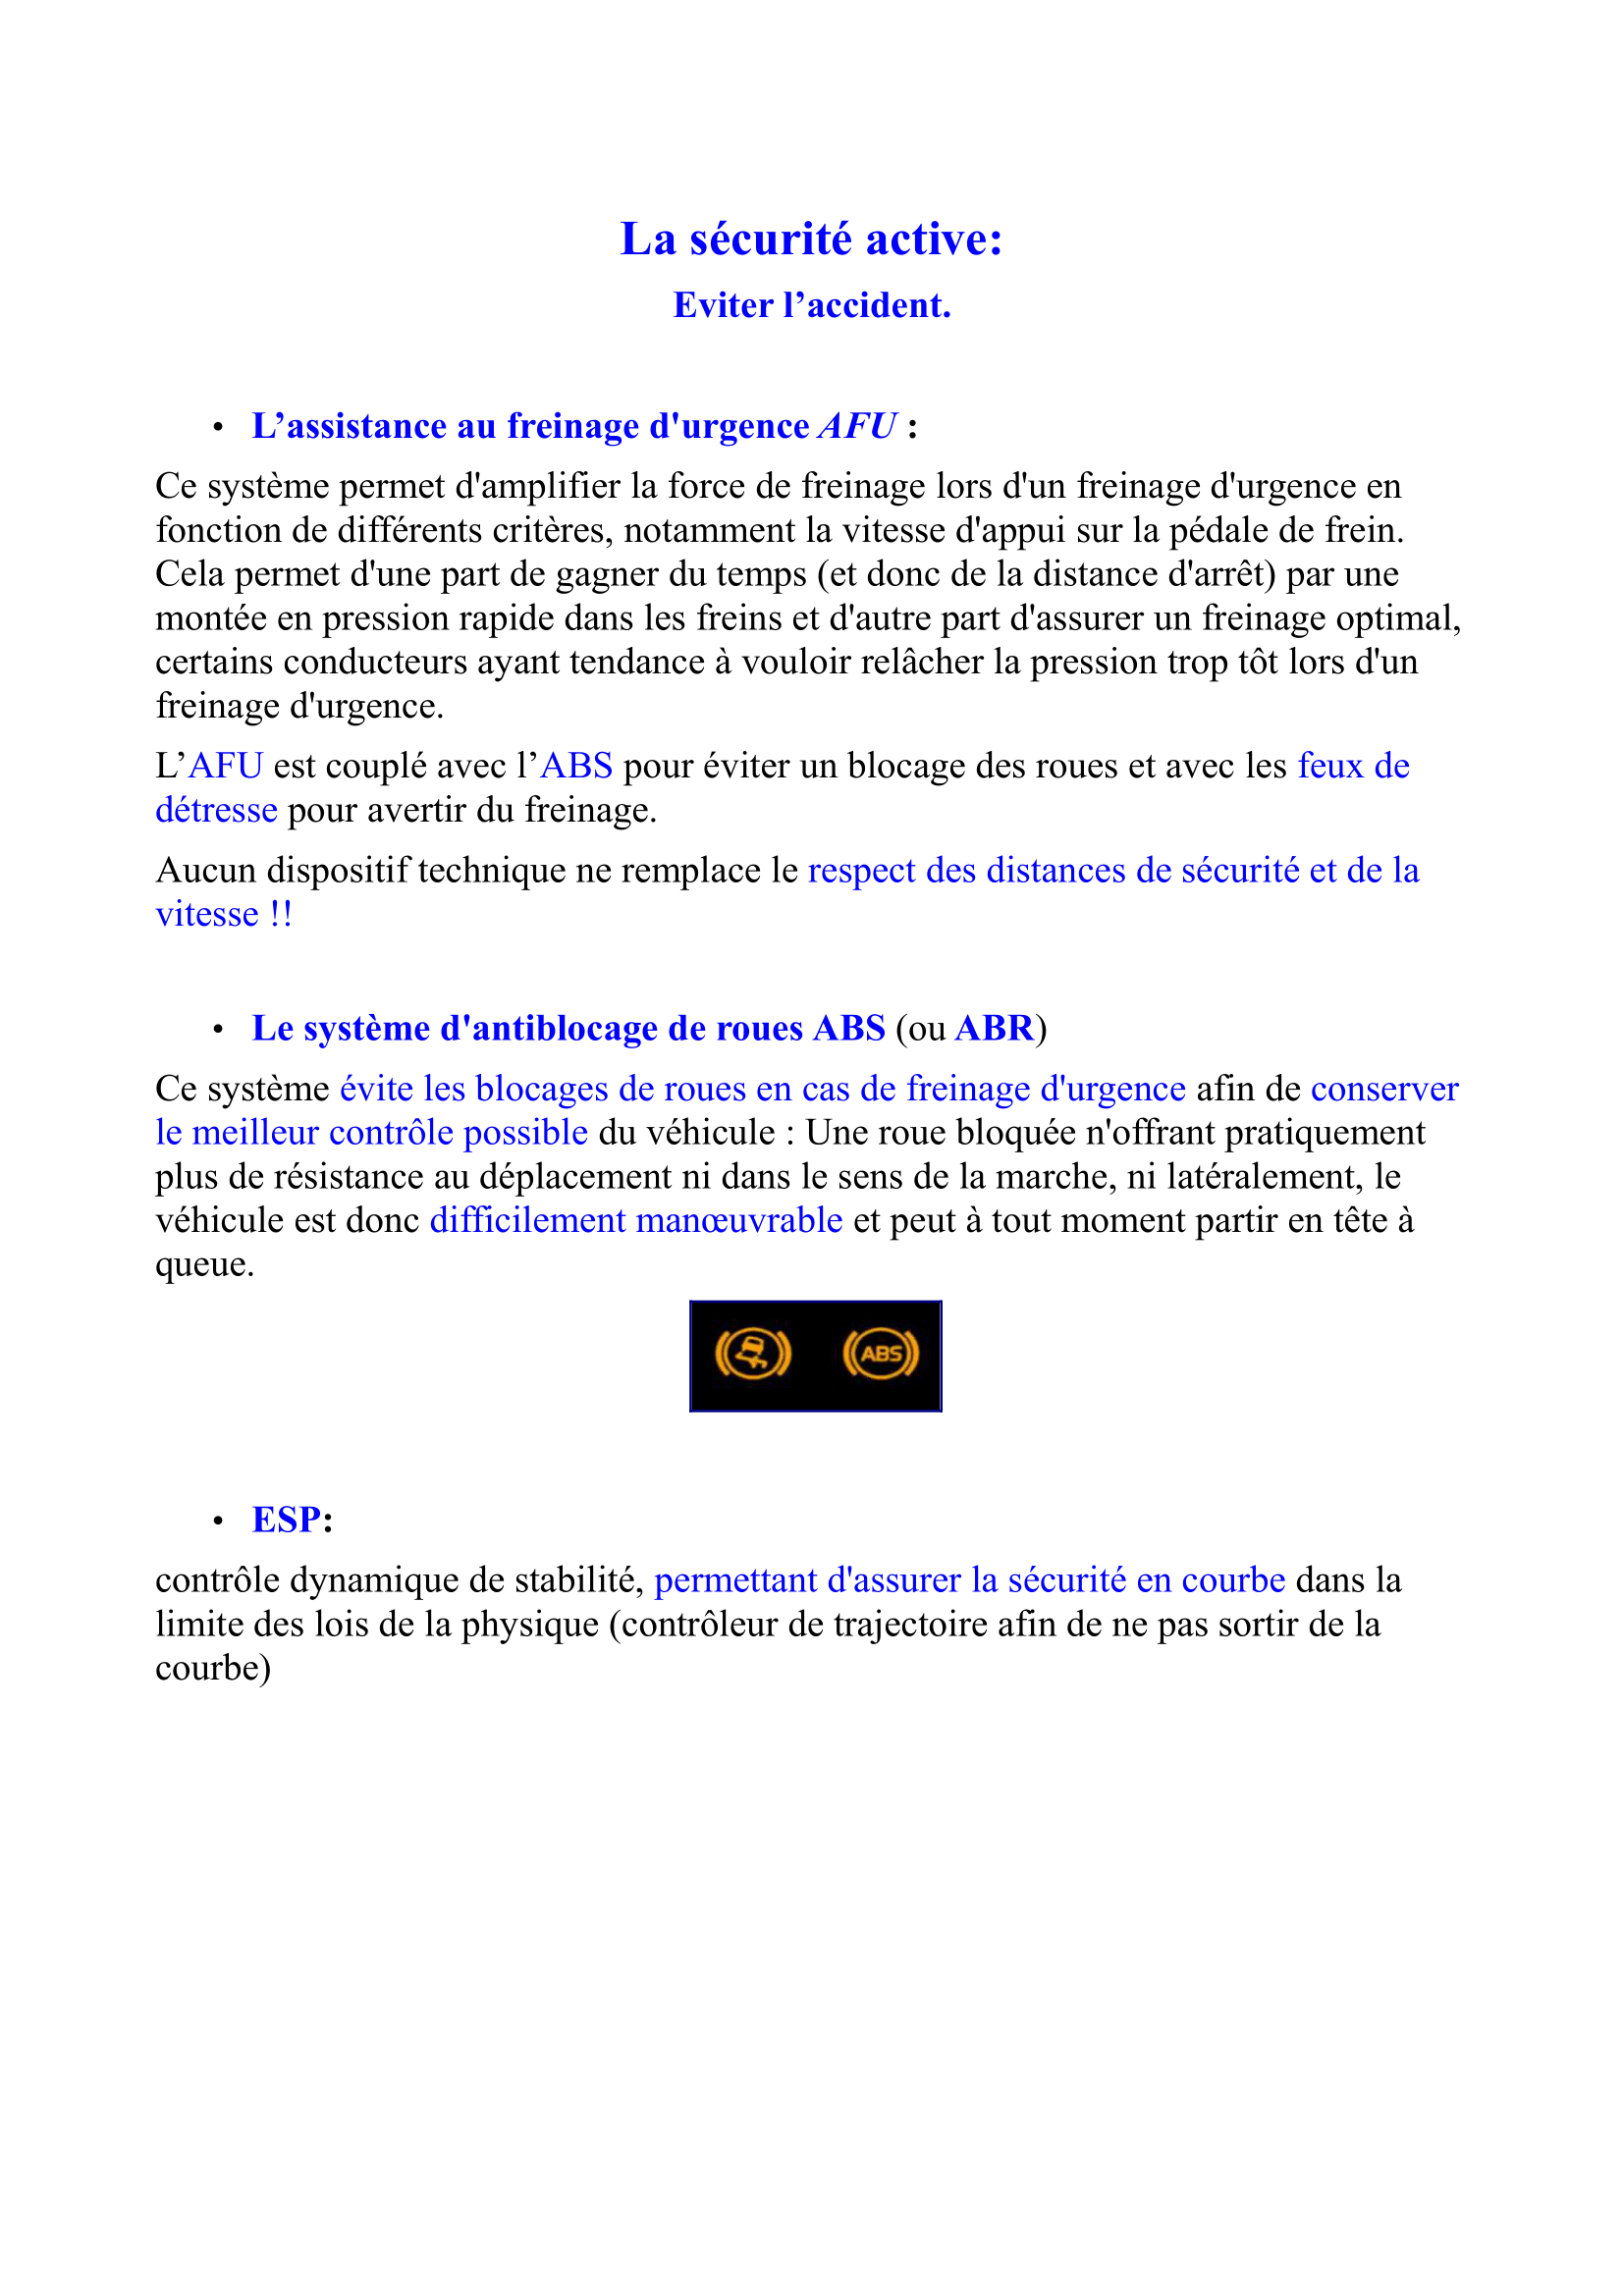 La sécurité active:
Eviter l’accident.
• L’assistance au freinage d'urgence AFU :
Ce système permet d'amplifier la force de freinage lors d'un freinage d'urgence en
fonction de différents critères, notamment la vitesse d'appui sur la pédale de frein.
Cela permet d'une part de gagner du temps (et donc de la distance d'arrêt) par une
montée en pression rapide dans les freins et d'autre part d'assurer un freinage optimal,
certains conducteurs ayant tendance à vouloir relâcher la pression trop tôt lors d'un
freinage d'urgence.
L’AFU est couplé avec l’ABS pour éviter un blocage des roues et avec les feux de
détresse pour avertir du freinage.
Aucun dispositif technique ne remplace le respect des distances de sécurité et de la
vitesse !!
• Le système d'antiblocage de roues ABS (ou ABR)
Ce système évite les blocages de roues en cas de freinage d'urgence afin de conserver
le meilleur contrôle possible du véhicule : Une roue bloquée n'offrant pratiquement
plus de résistance au déplacement ni dans le sens de la marche, ni latéralement, le
véhicule est donc difficilement manœuvrable et peut à tout moment partir en tête à
queue.
ABS
• ESP:
contrôle dynamique de stabilité, permettant d'assurer la sécurité en courbe dans la
limite des lois de la physique (contrôleur de trajectoire afin de ne pas sortir de la
courbe)